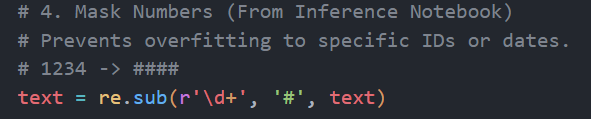 # 4. Mask Numbers (From Inference Notebook)
# Prevents overfitting to specific IDs or dates.
# 1234 -> ####
text = re.sub(r'\d+', '#', text)